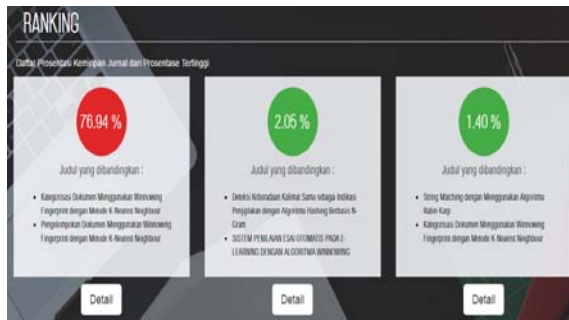 RANKING
Daftar Prosentasi Kemiripan Jurnal dari Prosentase Tertinggi
76.94 %
Judul yang dibandingkan :
• Kategorisasi Dokumen Menggunakan Winnowing
Fingerprint dengan Metode K-Nearest Neighbour
• Pengelompokan Dokumen Menggunakan Winnowing
Fingerprint dengan Metode K-Nearest Neighbour
Detail
2.05 %
Judul yang dibandingkan :
• Deteksi Keberadaan Kalimat Sama sebagai Indikasi
Penjiplakan dengan Algoritma Hashing Berbasis N-
Gram
• SISTEM PENILAIAN ESAI OTOMATIS PADA E-
LEARNING DENGAN ALGORITMA WINNOWING
Detail
1.40 %
Judul yang dibandingkan :
• String Matching dengan Menggunakan Algoritma
Rabin Karp
• Kategorisasi Dokumen Menggunakan Winnowing
Fingerprint dengan Metode K-Nearest Neighbour
Detail